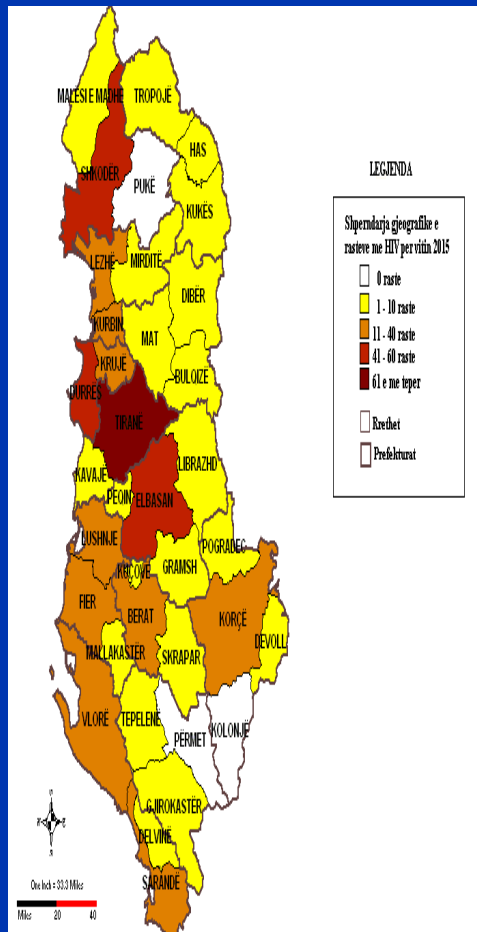 MALESI E MADHE
TROPOJË
HAS
SHKODËR
PUKË
KUKËS
LEZHË
MIRDITË
DIBËR
KURBIN
MAT
KRUJË
BULQIZË
DURRËS
TIRANE
LIBRAZHD
KAVAJË
PEQIN
ELBASAN
LUSHNJE
POGRADEC
KUÇOVË
GRAMSH
FIER
BERAT
KORÇË
DEVOLL
MALLAKASTËR
SKRAPAR
VLORË
TEPELENË
KOLONJË
PËRMET
GJIROKASTËR
DELVINË
SARANDË
LEGJENDA
Shperndarja gjeografike e
rasteve me HIV per vitin 2015
0 raste
1 - 10 raste
11 - 40 raste
41 - 60 raste
61 e me teper
Rrethet
Prefekturat
N
W E
S
One Inch = 33.3 Miles
Miles 20 40